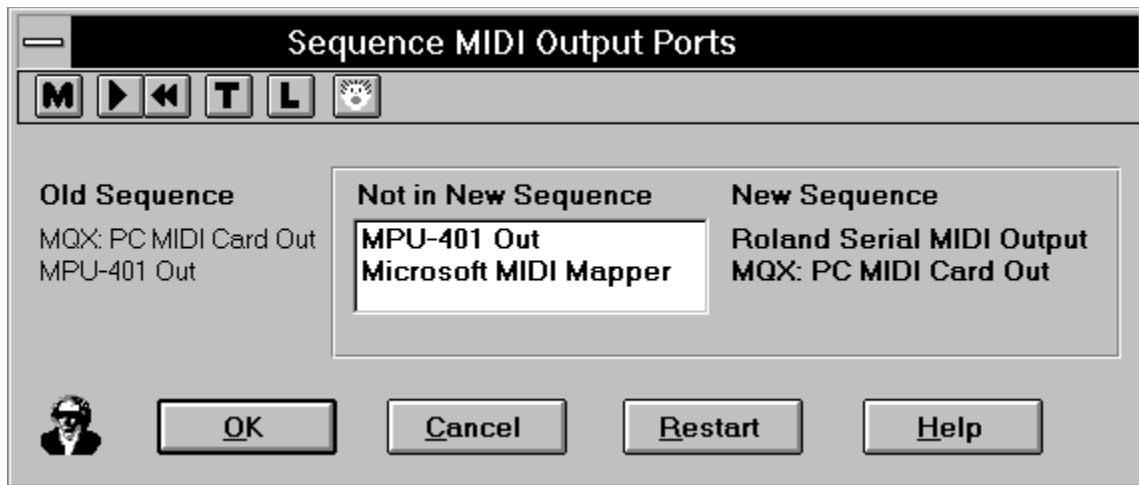 Sequence MIDI Output Ports
M T L
Old Sequence
MQX: PC MIDI Card Out
MPU-401 Out
Not in New Sequence
MPU-401 Out
Microsoft MIDI Mapper
New Sequence
Roland Serial MIDI Output
MQX: PC MIDI Card Out
OK Cancel Restart Help